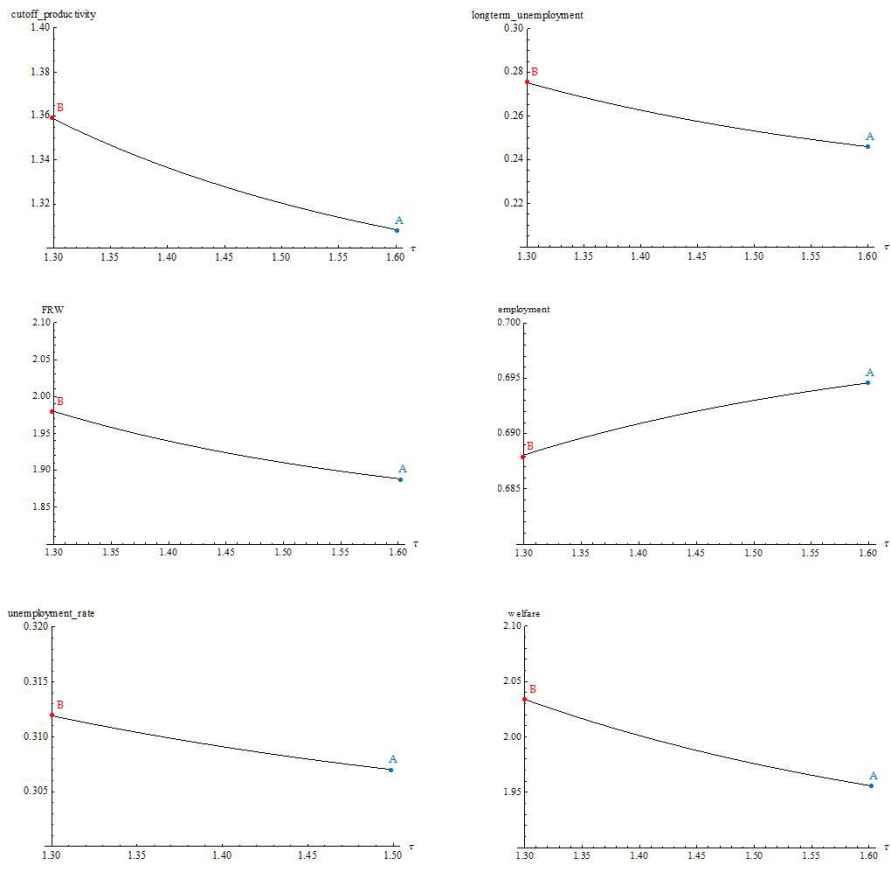 cutoff_productivity
1.40
1.38
1.36
1.34
1.32
B
A
1.30 1.35 1.40 1.45 1.50 1.55 1.60 τ
longterm_unemployment
0.30
0.28
0.26
0.24
0.22
B
A
1.30 1.35 1.40 1.45 1.50 1.55 1.60 τ
FRW
2.10
2.05
2.00
1.95
1.90
1.85
B
A
1.30 1.35 1.40 1.45 1.50 1.55 1.60 τ
employment
0.700
0.695
0.690
0.685
B
A
1.30 1.35 1.40 1.45 1.50 1.55 1.60 τ
unemployment_rate
0.320
0.315
0.310
0.305
B
A
1.30 1.35 1.40 1.45 1.50 τ
welfare
2.10
2.05
2.00
1.95
B
A
1.30 1.35 1.40 1.45 1.50 1.55 1.60 τ